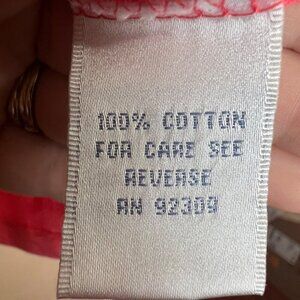 100% COTTON
FOR CARE SEE
REVERSE
RN 92309